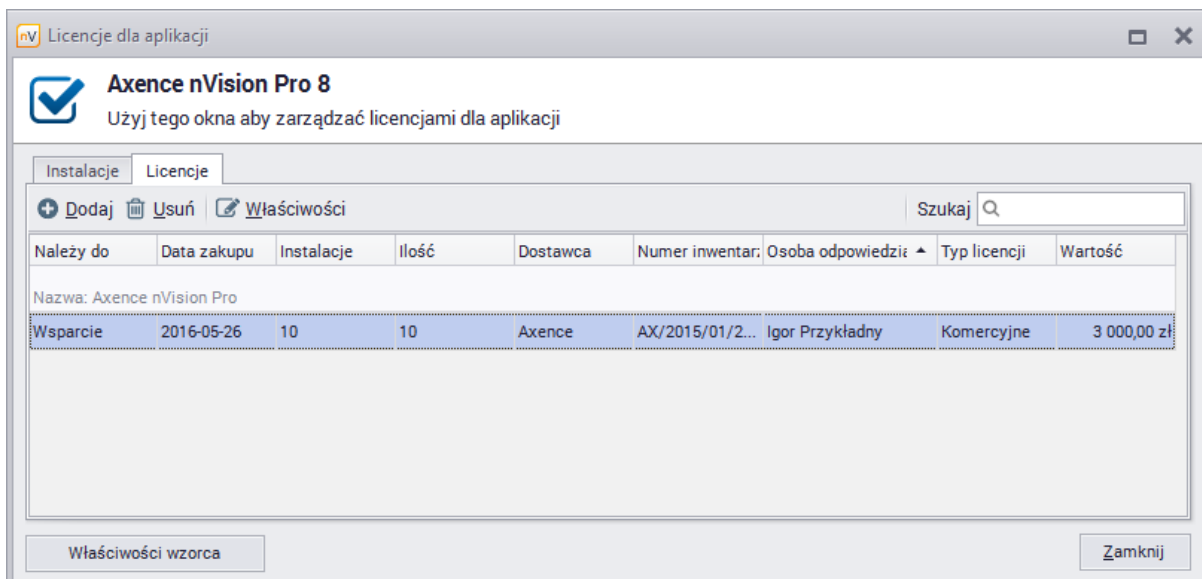 nV Licencje dla aplikacji
Axence nVision Pro 8
Użyj tego okna aby zarządzać licencjami dla aplikacji
Instalacje Licencje
Dodaj Usuń Właściwości Szukaj
Należy do Data zakupu Instalacje Ilość Dostawca Numer inwentar Osoba odpowiedzia Typ licencji Wartość
Nazwa: Axence nVision Pro
Wsparcie 2016-05-26 10 10 Axence AX/2015/01/2... Igor Przykładny Komercyjne 3 000,00 zł
Właściwości wzorca Zamknij